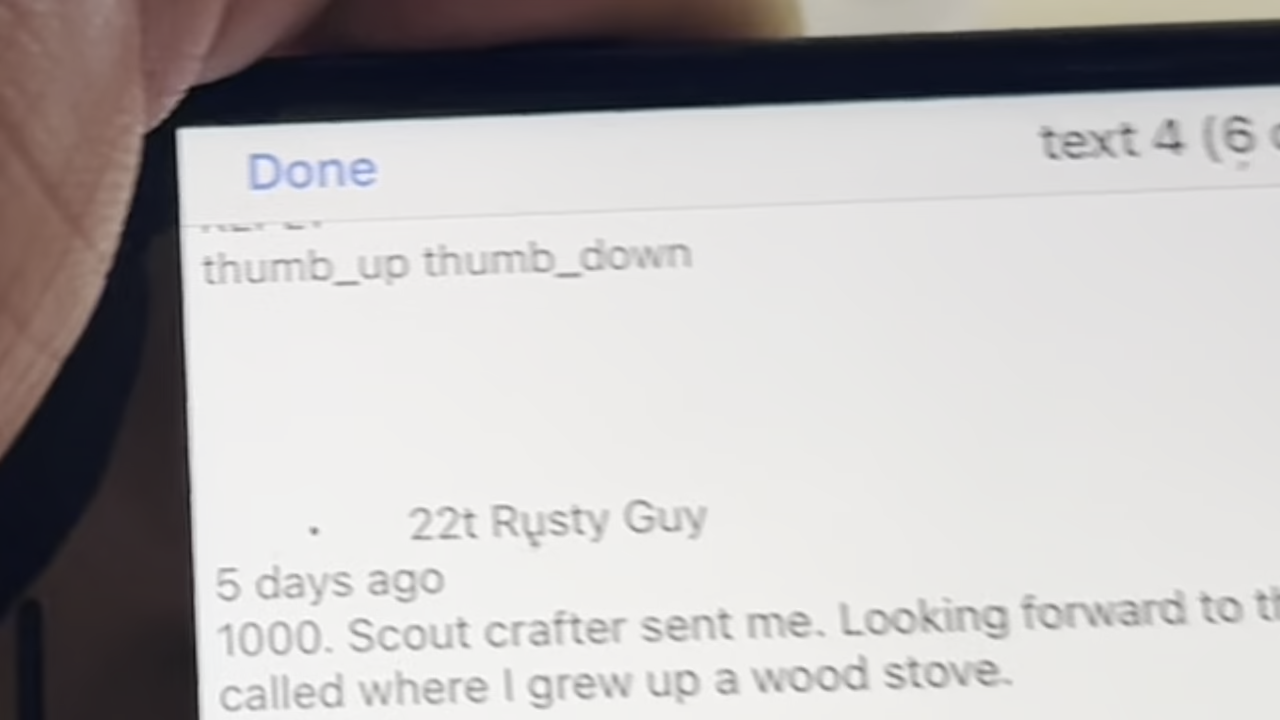 Done
text 4 (6
thumb_up thumb_down
• 22t Rusty Guy
5 days ago
1000. Scout crafter sent me. Looking forward to
called where I grew up a wood stove.